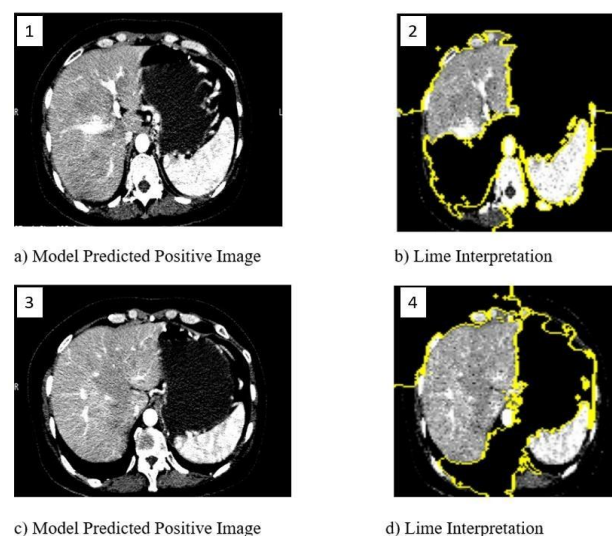 1
2
R
L
a) Model Predicted Positive Image
b) Lime Interpretation
3
4
R
c) Model Predicted Positive Image
d) Lime Interpretation